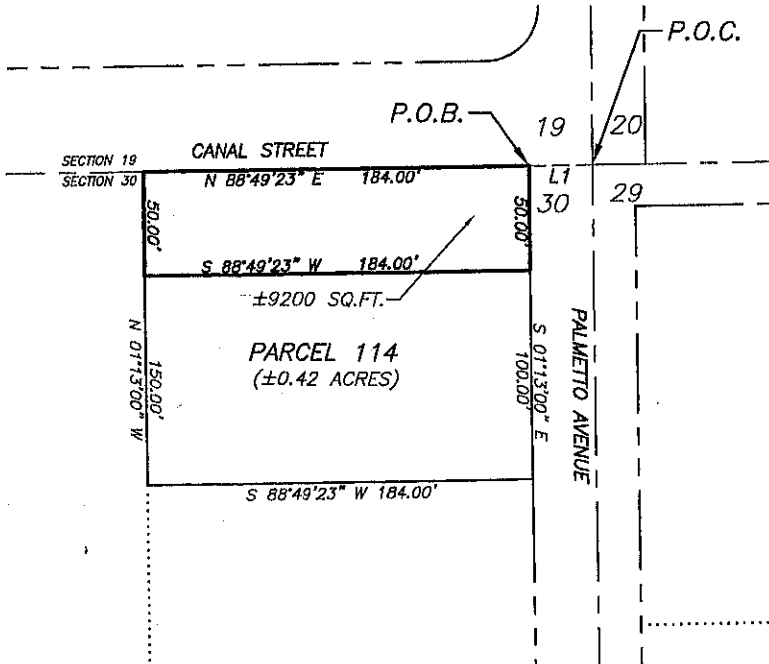 P.O.C.
P.O.B.
19 20
SECTION 19
CANAL STREET
SECTION 30
N 88°49'23" E 184.00'
L1
30 29
50.00'
50.00'
S 88°49'23" W 184.00'
±9200 SQ.FT.
PARCEL 114
(±0.42 ACRES)
N 01°13'00" W
150.00'
S 01°13'00" E
100.00'
PALMETTO AVENUE
S 88°49'23" W 184.00'